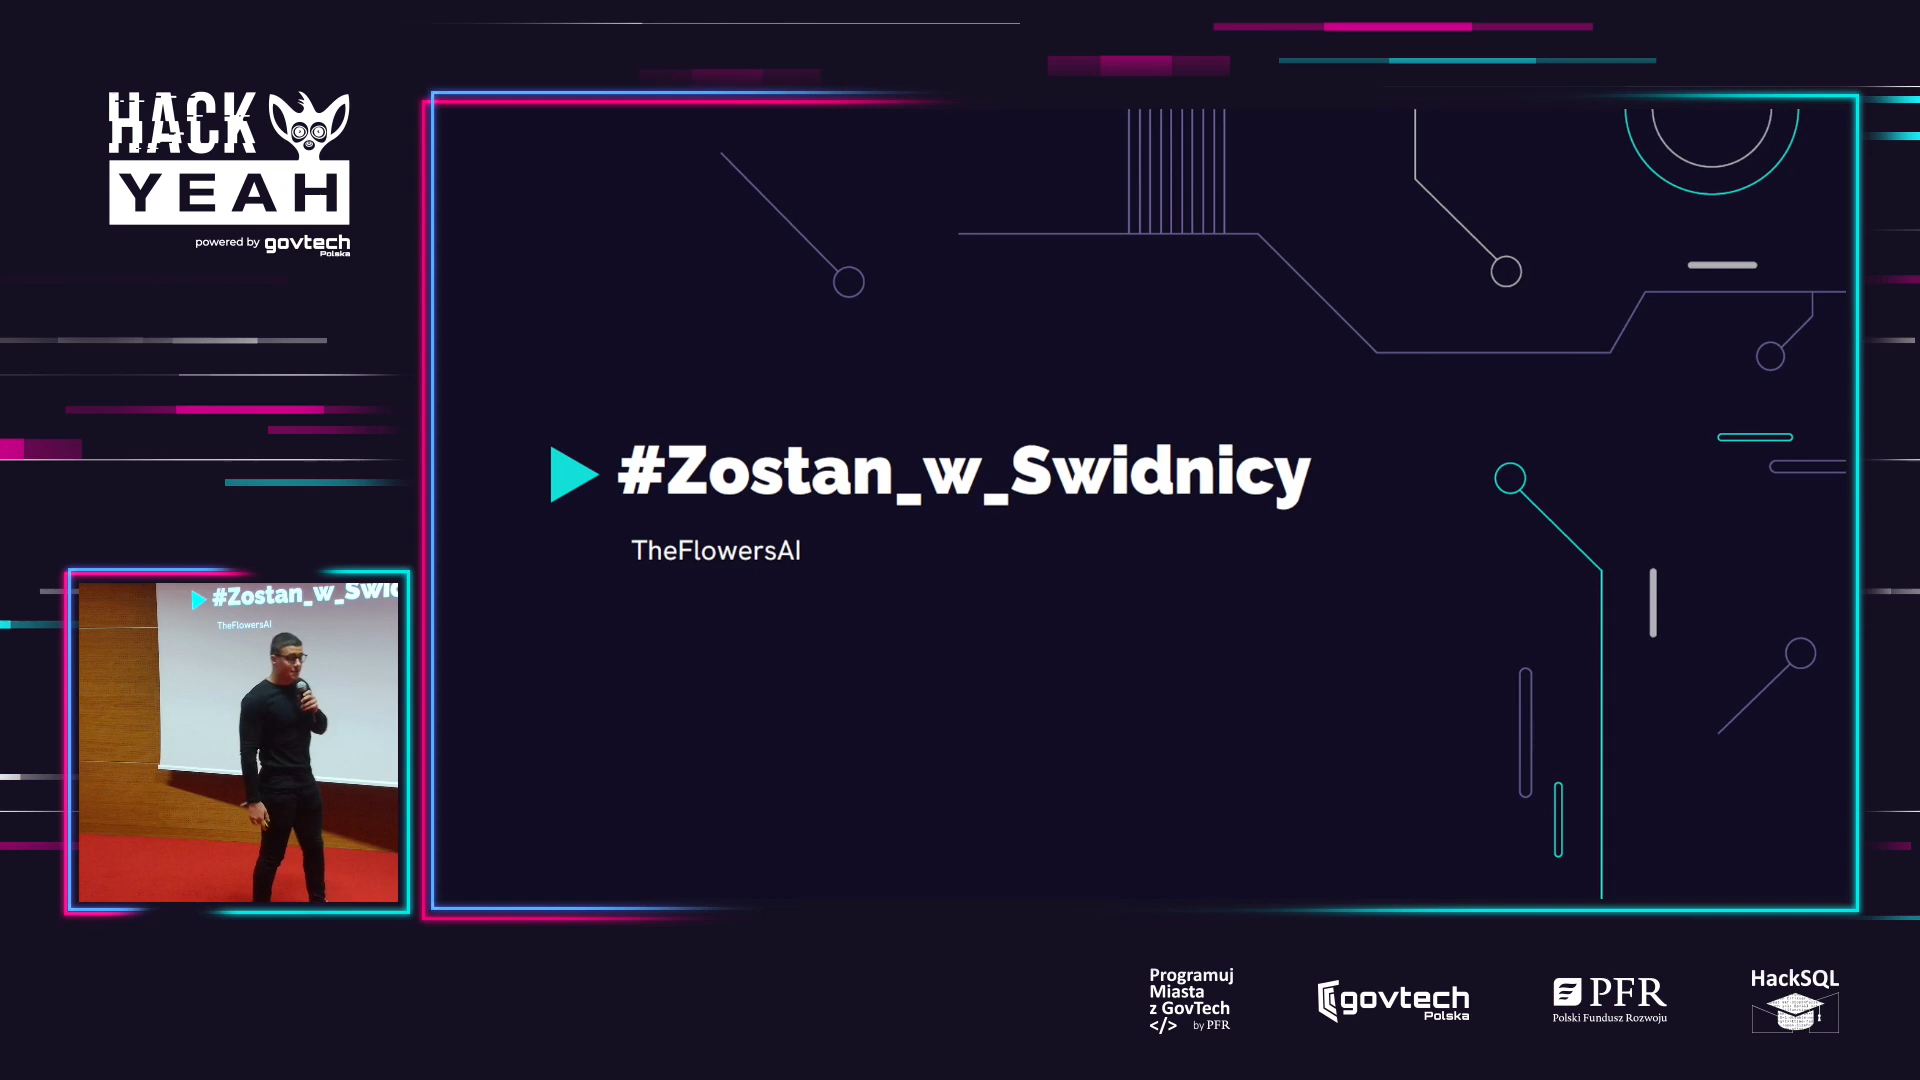 HACK
YEAH
powered by govtech
Polska
#Zostan_w_Swidnicy
TheFlowersAI
#Zostan_w_Swid
TheFlowersAI
Programuj
Miasta
z GovTech
</> by PFR
govtech
Polska
PFR
Polski Fundusz Rozwoju
HackSQL